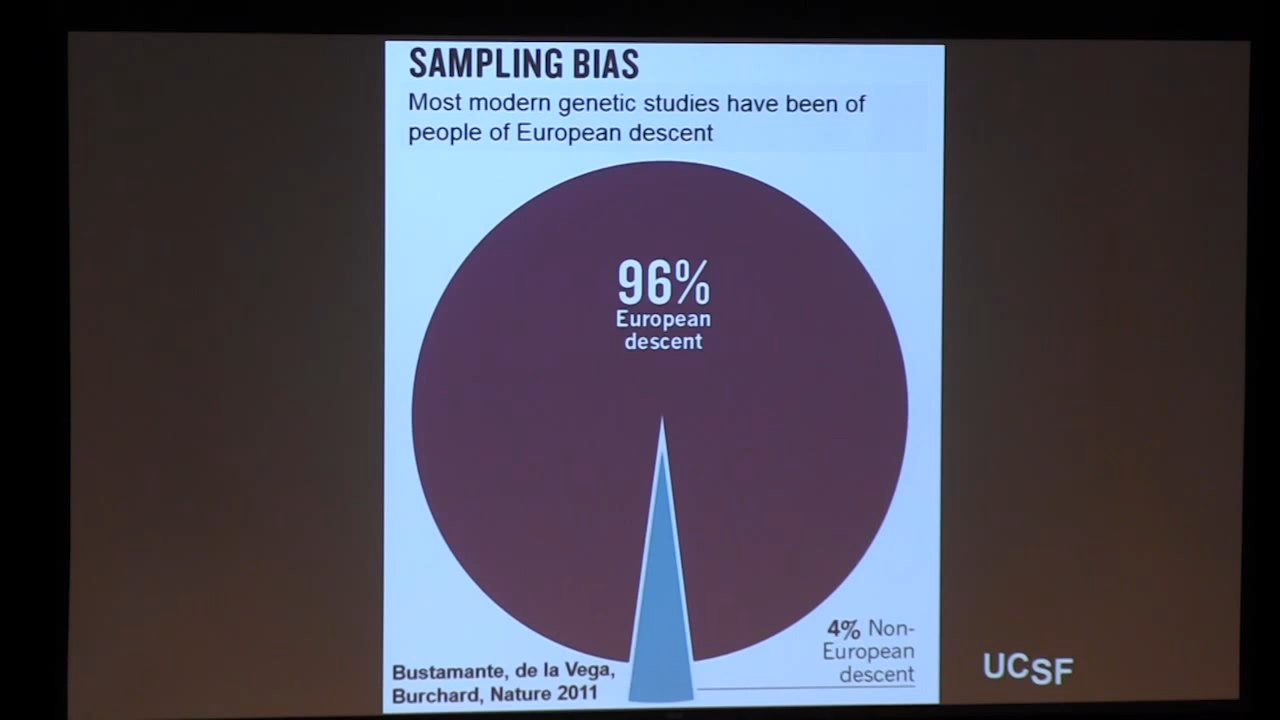 SAMPLING BIAS
Most modern genetic studies have been of
people of European descent
96%
European
descent
4% Non-
European
descent
Bustamante, de la Vega,
Burchard, Nature 2011
UCSF